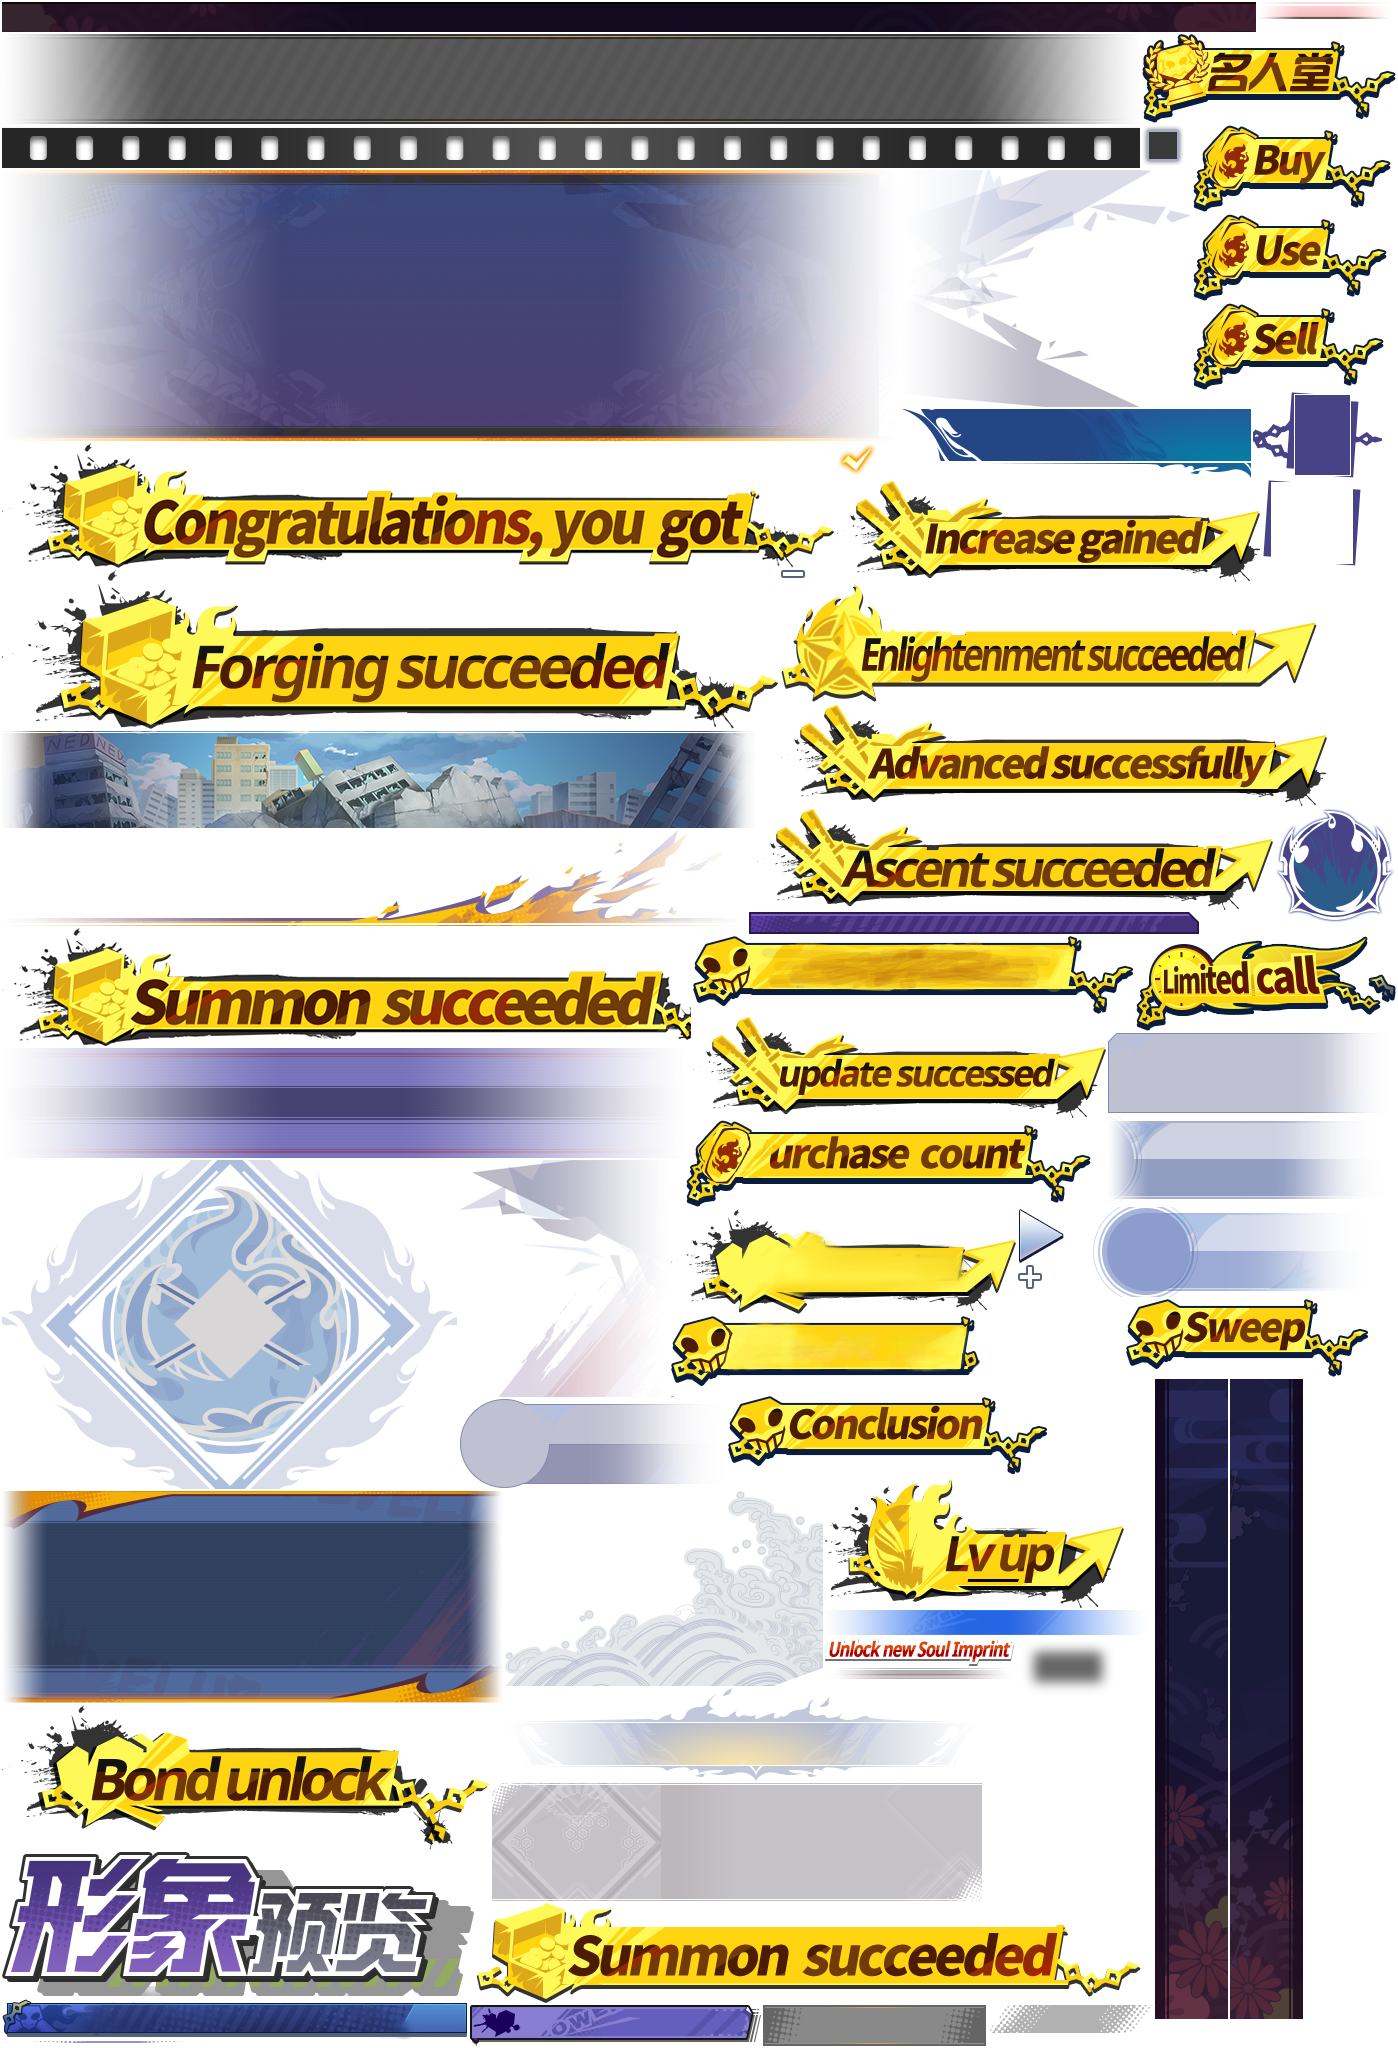 名人堂
Buy
Use
Sell
Congratulations, you got
Increase gained
Forging succeeded
Enlightenment succeeded
NED NED
Advanced successfully
Ascent succeeded
Summon succeeded
Limited call
update successed
urchase count
Sweep
Conclusion
Lv up
Unlock new Soul Imprint
Bond unlock
形象预览
Summon succeeded